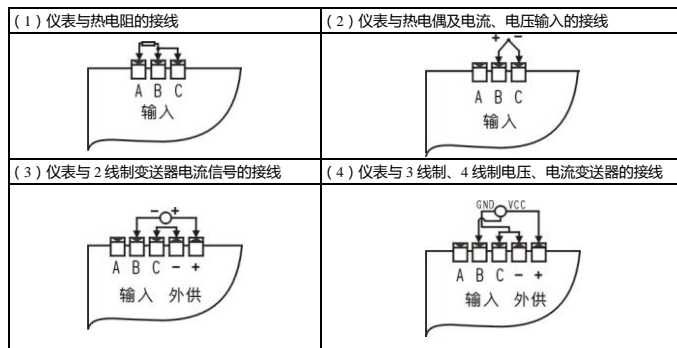 （1）仪表与热电阻的接线
（2）仪表与热电偶及电流、电压输入的接线
A B C
输入
+ -
A B C
输入
（3）仪表与2线制变送器电流信号的接线
（4）仪表与3线制、4线制电压、电流变送器的接线
- +
A B C - +
输入 外供
GND VCC
A B C - +
输入 外供